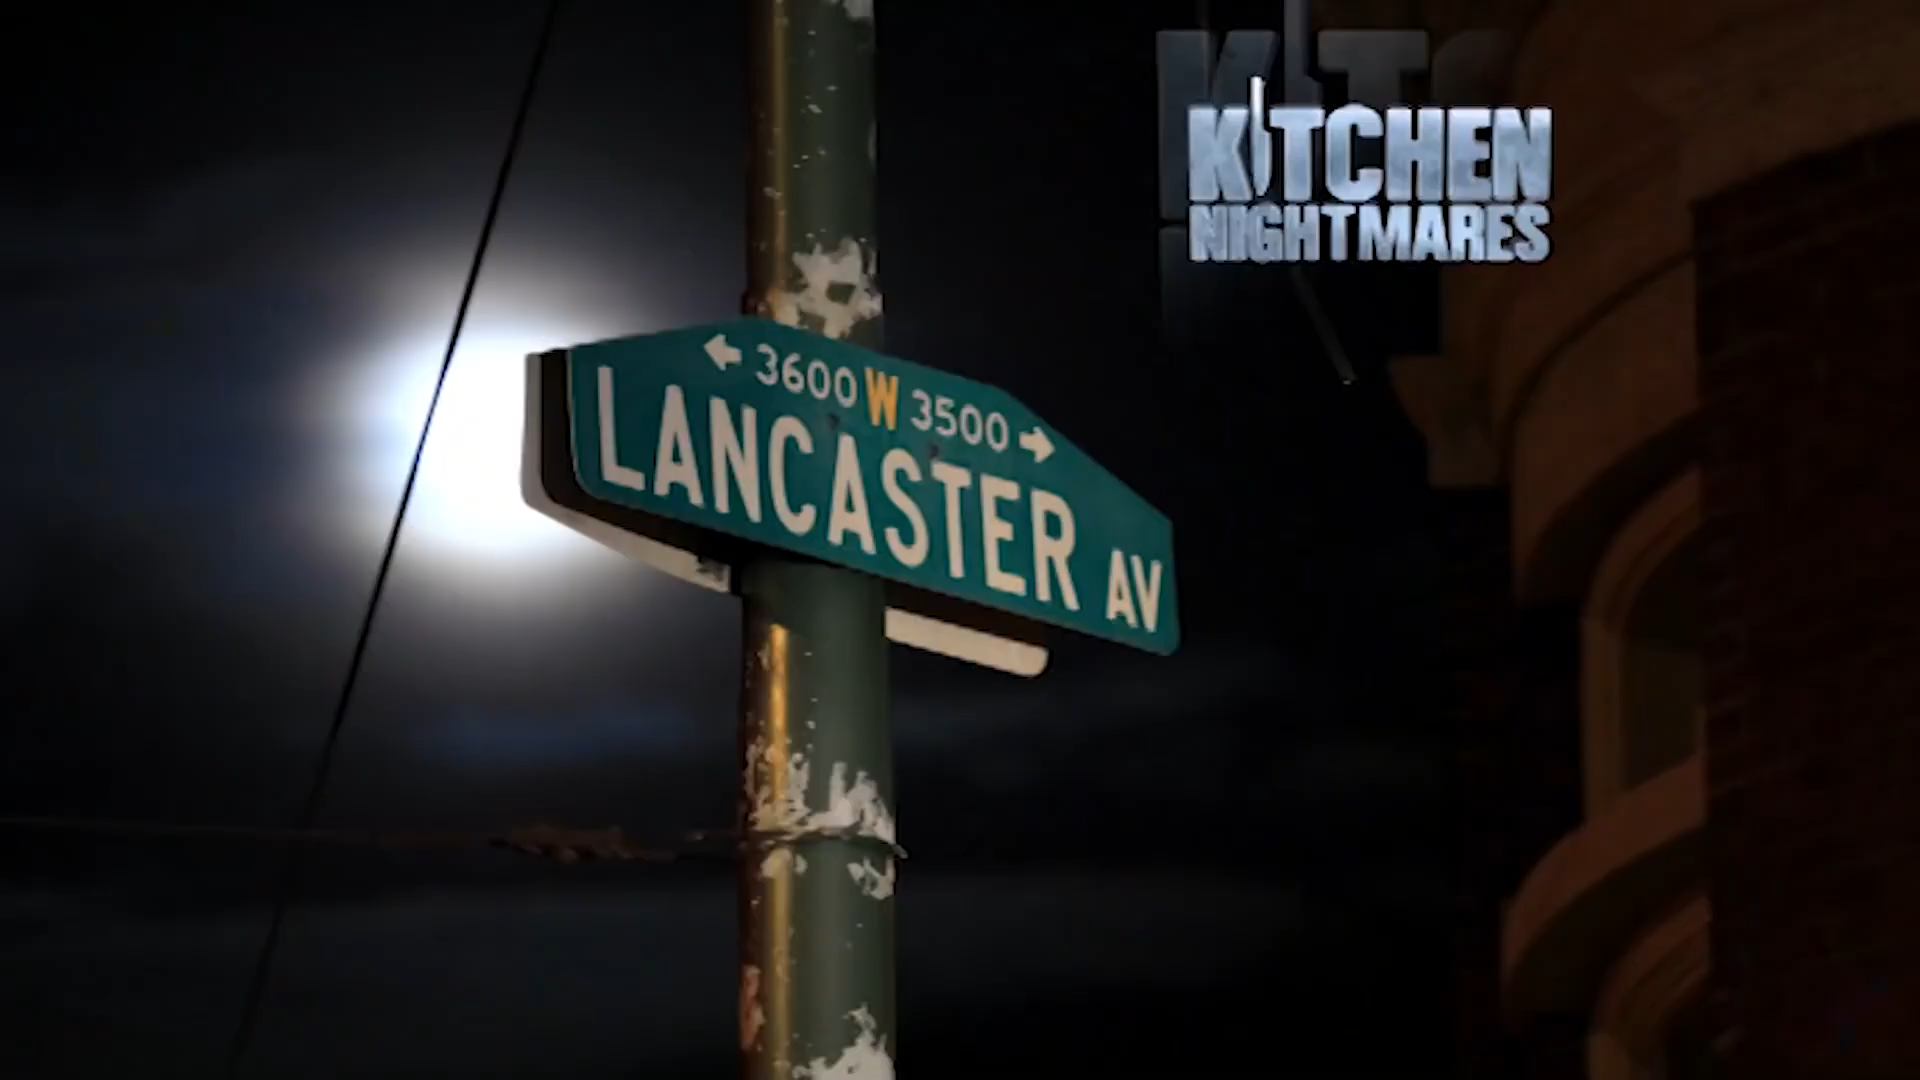 KITCHEN
NIGHTMARES
← 3600 W 3500 →
LANCASTER AV